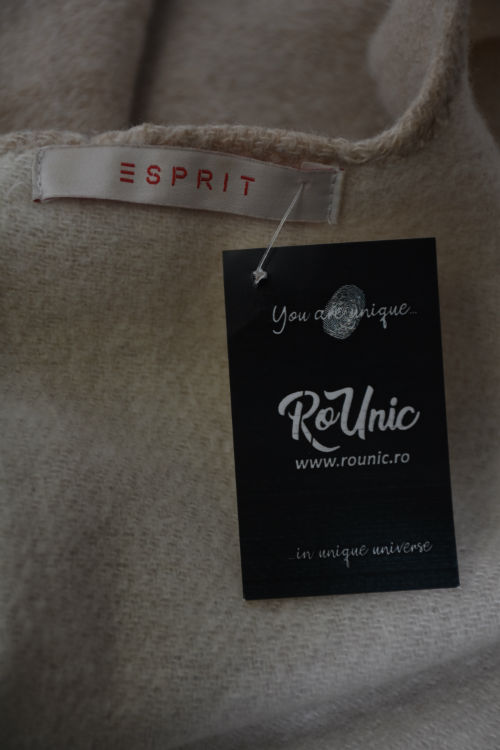 ESPRIT
You are unique...
RoUnic
www.rounic.ro
...in unique universe